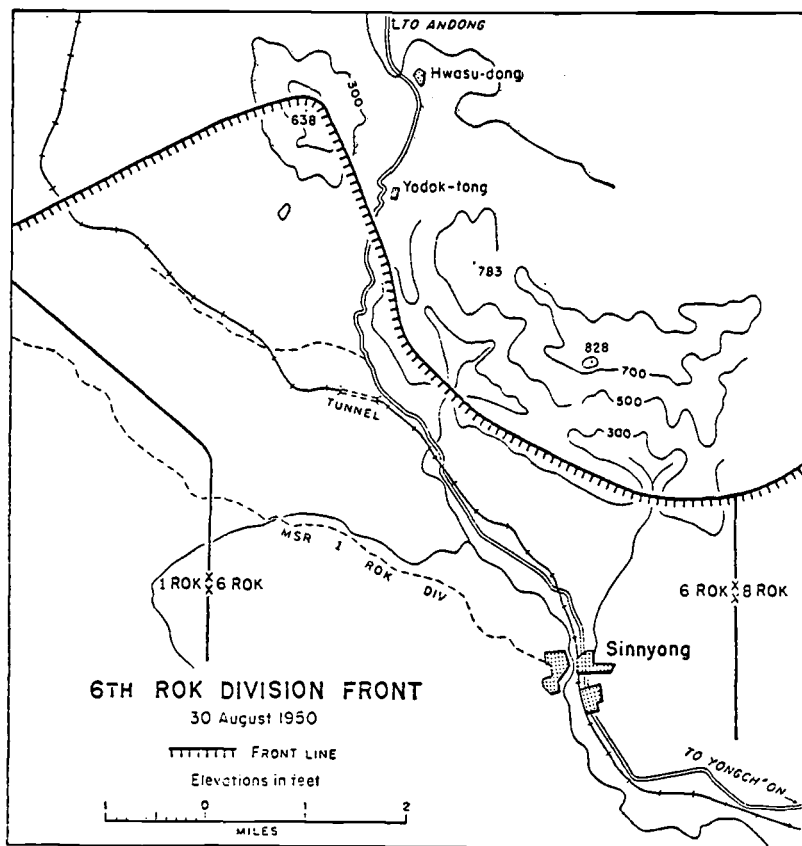 TO ANDONG
Hwasu-dong
300
638
Yodok-tong
783
828
700
500
300
TUNNEL
MSR 1 ROK DIV
1 ROK 6 ROK
6 ROK 8 ROK
Sinnyong
6TH ROK DIVISION FRONT
30 August 1950
FRONT LINE
Elevations in feet
1 0 1 2
MILES
TO YONGCH'ON